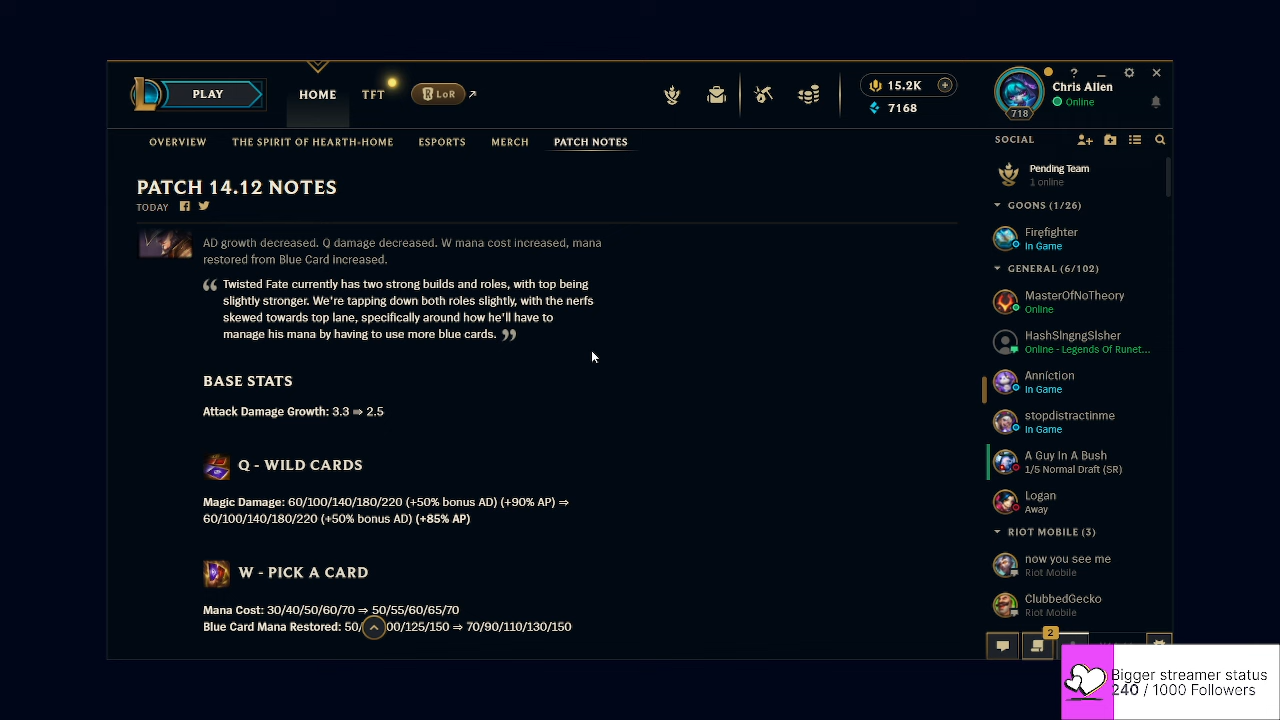 PLAY
HOME
TFT
LoR
15.2K
7168
718
Chris Allen
Online
OVERVIEW
THE SPIRIT OF HEARTH-HOME
ESPORTS
MERCH
PATCH NOTES
PATCH 14.12 NOTES
TODAY
AD growth decreased. Q damage decreased. W mana cost increased, mana
restored from Blue Card increased.
“ Twisted Fate currently has two strong builds and roles, with top being
slightly stronger. We're tapping down both roles slightly, with the nerfs
skewed towards top lane, specifically around how he'll have to
manage his mana by having to use more blue cards. ”
BASE STATS
Attack Damage Growth: 3.3 ⇒ 2.5
Q - WILD CARDS
Magic Damage: 60/100/140/180/220 (+50% bonus AD) (+90% AP) ⇒
60/100/140/180/220 (+50% bonus AD) (+85% AP)
W - PICK A CARD
Mana Cost: 30/40/50/60/70 ⇒ 50/55/60/65/70
Blue Card Mana Restored: 50/ 00/125/150 ⇒ 70/90/110/130/150
SOCIAL
Pending Team
1 online
GOONS (1/26)
Firefighter
In Game
GENERAL (6/102)
MasterOfNoTheory
Online
HashSlngngSlsher
Online - Legends Of Runet...
Anníction
In Game
stopdistractinme
In Game
A Guy In A Bush
1/5 Normal Draft (SR)
Logan
Away
RIOT MOBILE (3)
now you see me
Riot Mobile
ClubbedGecko
Riot Mobile
2
Bigger streamer status
240 / 1000 Followers